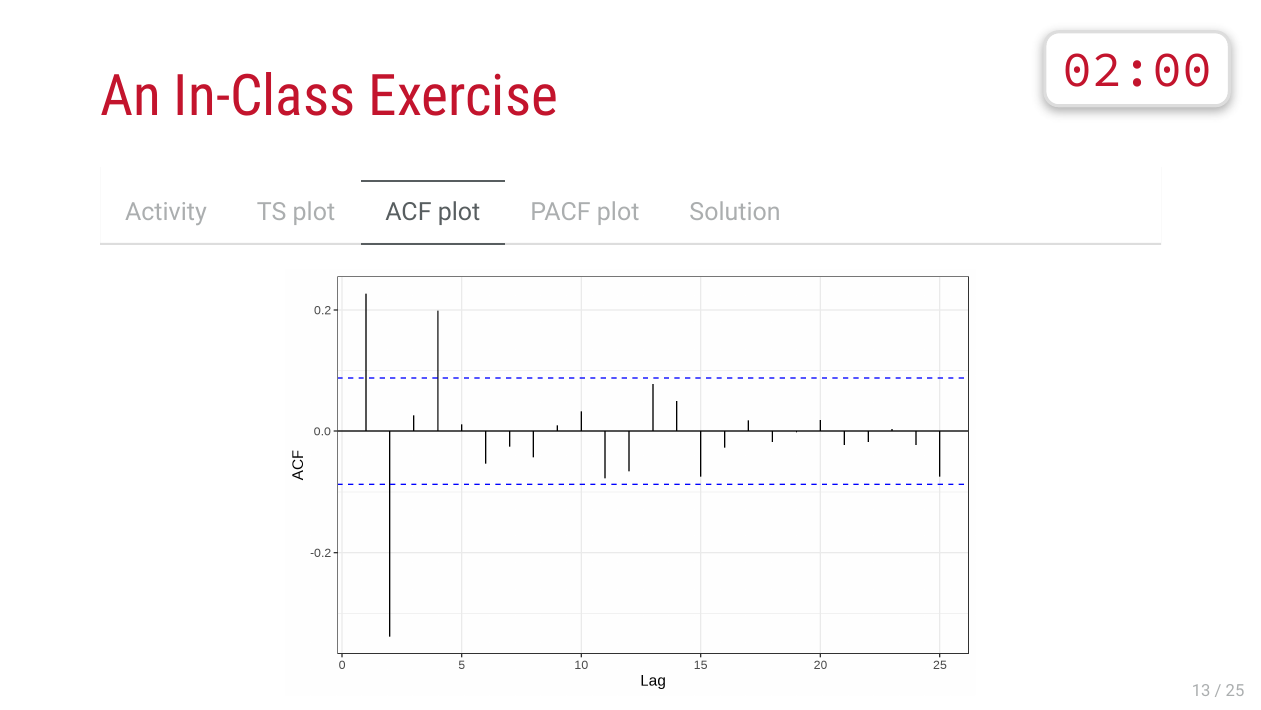 An In-Class Exercise
02:00
Activity TS plot ACF plot PACF plot Solution
0.2
0.0
-0.2
ACF
0 5 10 15 20 25
Lag
13 / 25